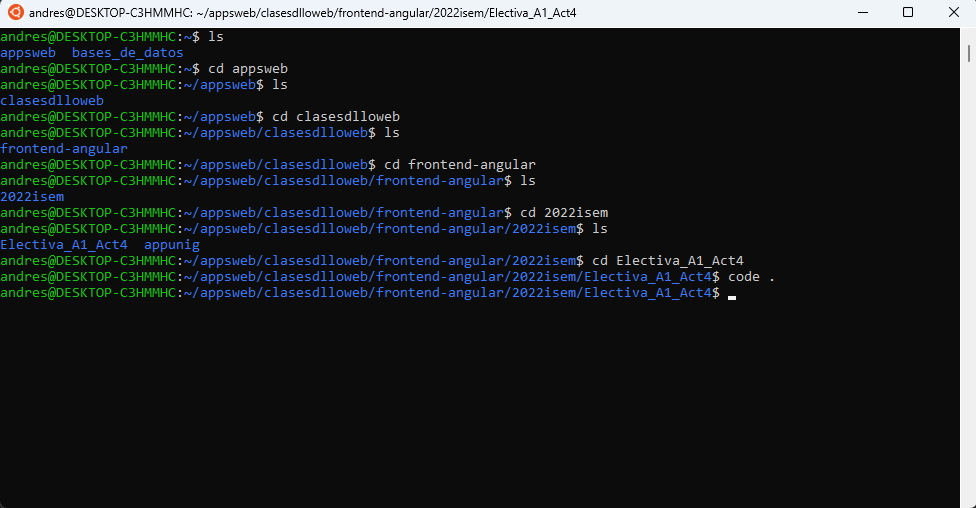 andres@DESKTOP-C3HMMHC: ~/appsweb/clasesdlloweb/frontend-angular/2022isem/Electiva_A1_Act4
andres@DESKTOP-C3HMMHC:~$ ls
appsweb  bases_de_datos
andres@DESKTOP-C3HMMHC:~$ cd appsweb
andres@DESKTOP-C3HMMHC:~/appsweb$ ls
clasesdlloweb
andres@DESKTOP-C3HMMHC:~/appsweb$ cd clasesdlloweb
andres@DESKTOP-C3HMMHC:~/appsweb/clasesdlloweb$ ls
frontend-angular
andres@DESKTOP-C3HMMHC:~/appsweb/clasesdlloweb$ cd frontend-angular
andres@DESKTOP-C3HMMHC:~/appsweb/clasesdlloweb/frontend-angular$ ls
2022isem
andres@DESKTOP-C3HMMHC:~/appsweb/clasesdlloweb/frontend-angular$ cd 2022isem
andres@DESKTOP-C3HMMHC:~/appsweb/clasesdlloweb/frontend-angular/2022isem$ ls
Electiva_A1_Act4  appunig
andres@DESKTOP-C3HMMHC:~/appsweb/clasesdlloweb/frontend-angular/2022isem$ cd Electiva_A1_Act4
andres@DESKTOP-C3HMMHC:~/appsweb/clasesdlloweb/frontend-angular/2022isem/Electiva_A1_Act4$ code .
andres@DESKTOP-C3HMMHC:~/appsweb/clasesdlloweb/frontend-angular/2022isem/Electiva_A1_Act4$